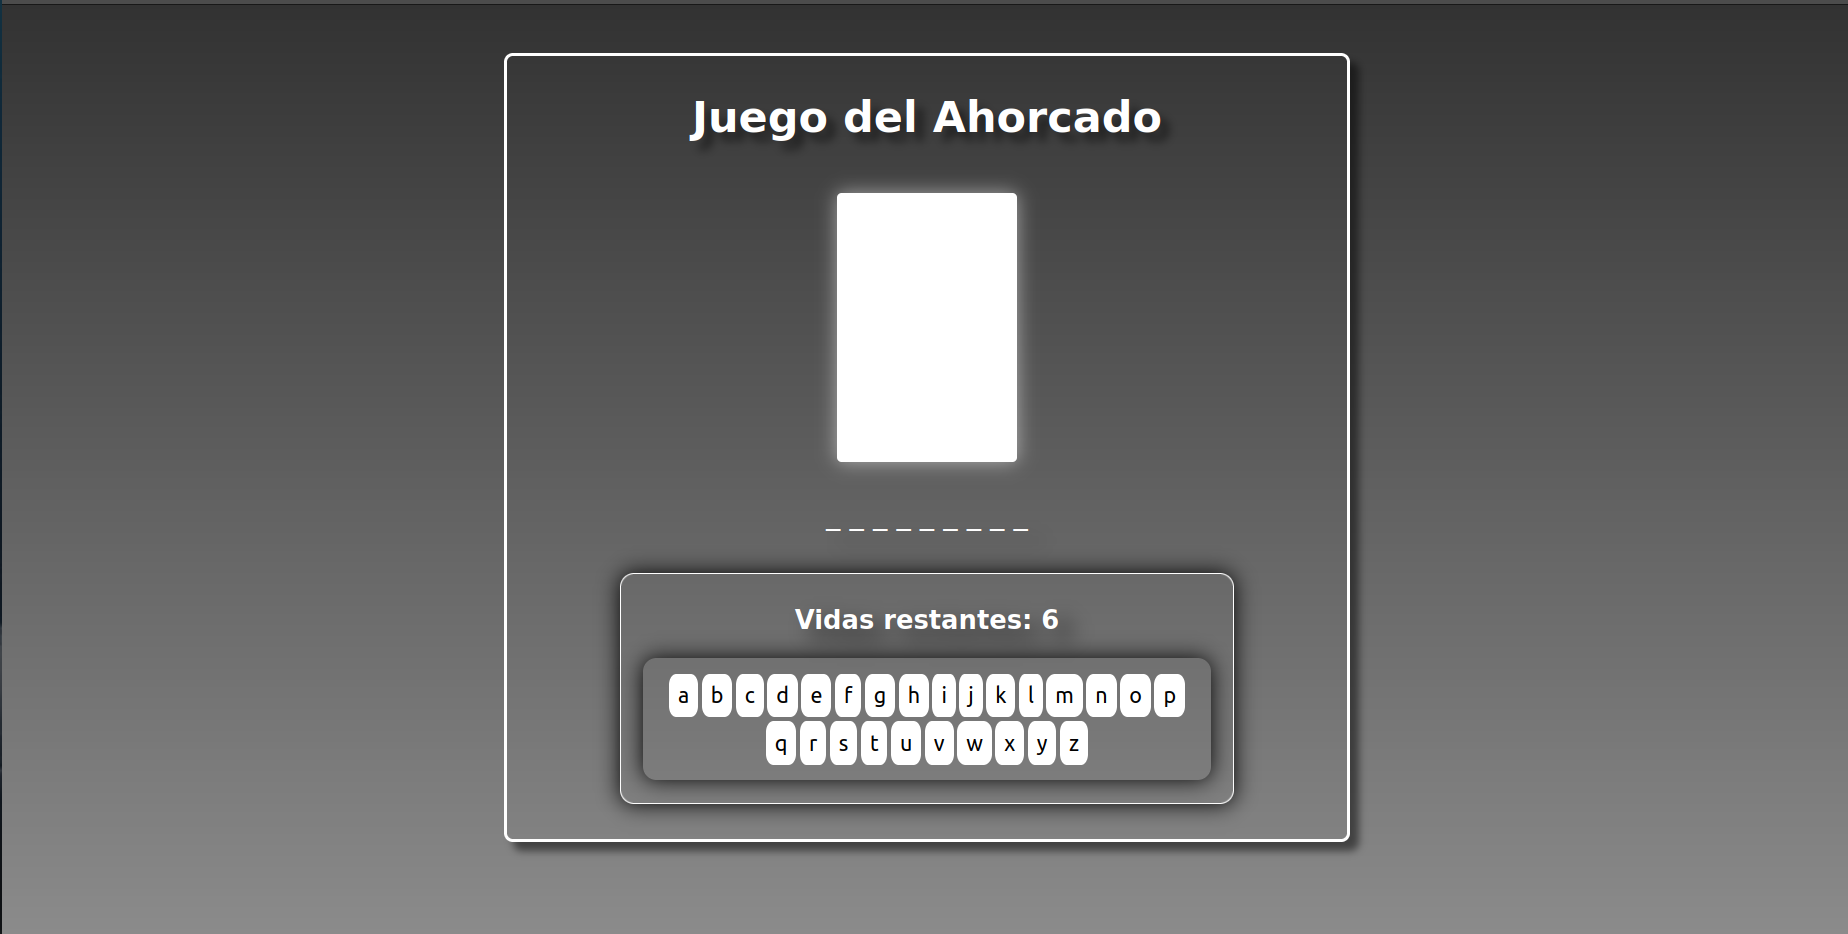 Juego del Ahorcado
_ _ _ _ _ _ _ _ _
Vidas restantes: 6
a b c d e f g h i j k l m n o p
q r s t u v w x y z